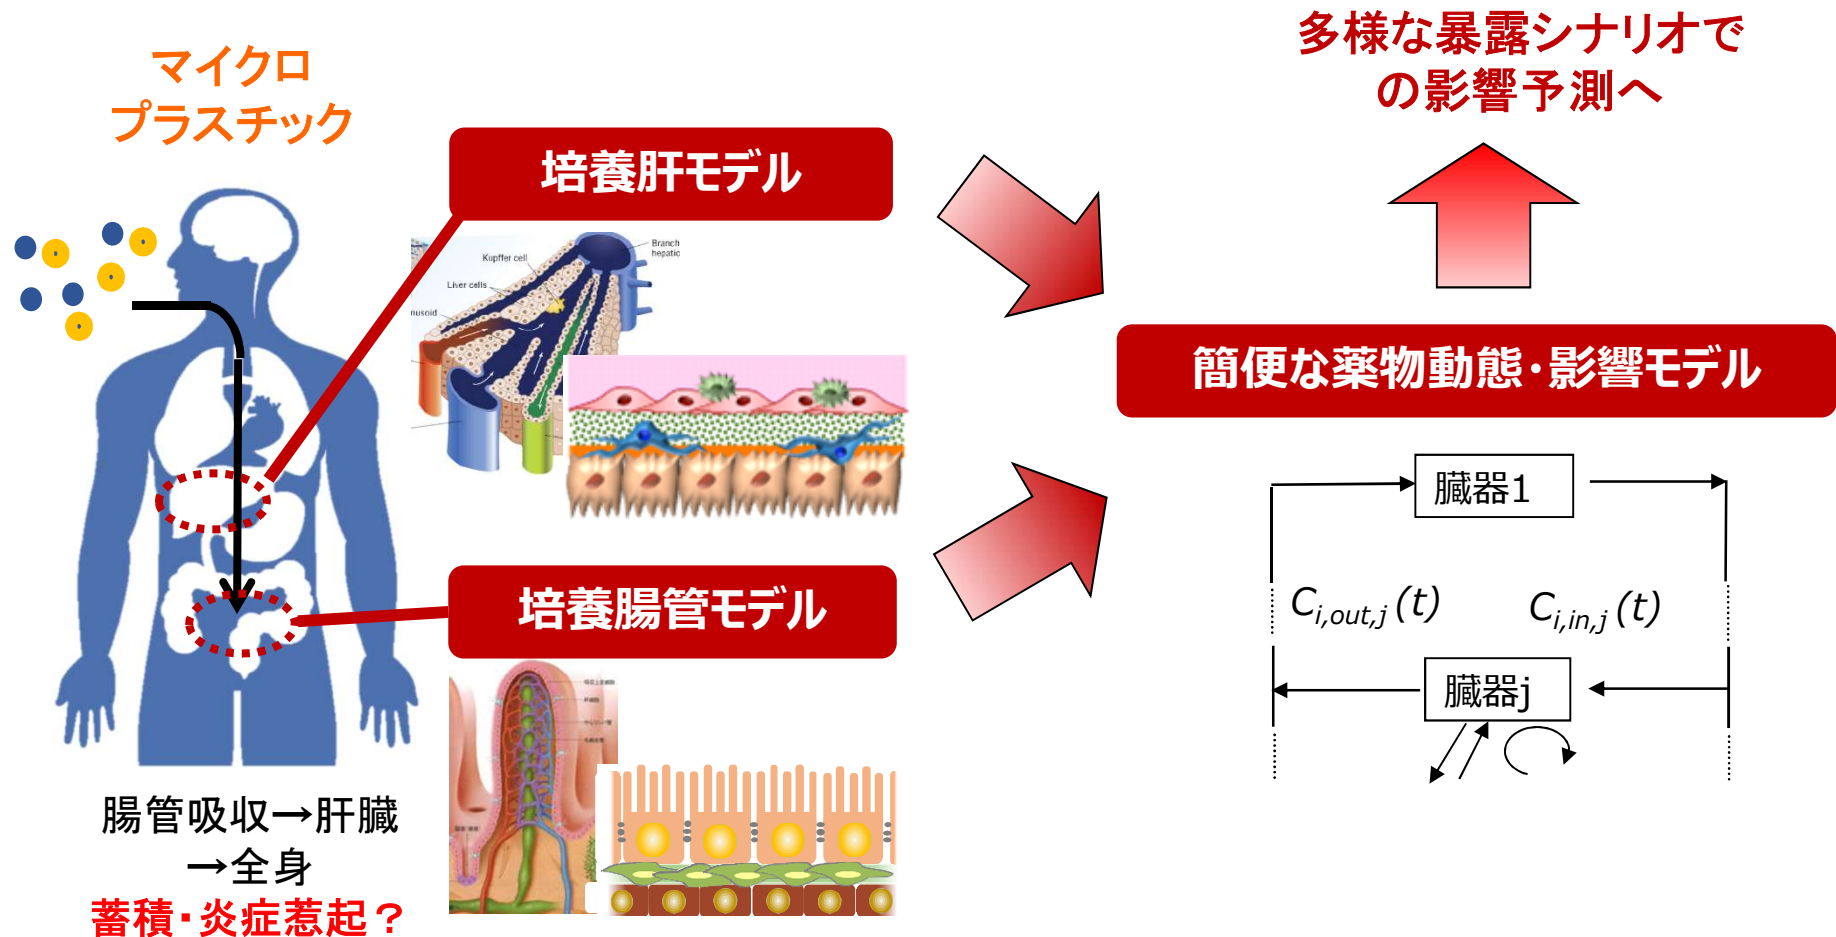 マイクロ
プラスチック
腸管吸収→肝臓
→全身
蓄積・炎症惹起？
培養肝モデル
Branch
hepatic
Kupffer cell
Liver cells
nusoid
培養腸管モデル
多様な暴露シナリオで
の影響予測へ
簡便な薬物動態・影響モデル
臓器1
C_{i,out,j}(t)
C_{i,in,j}(t)
臓器j